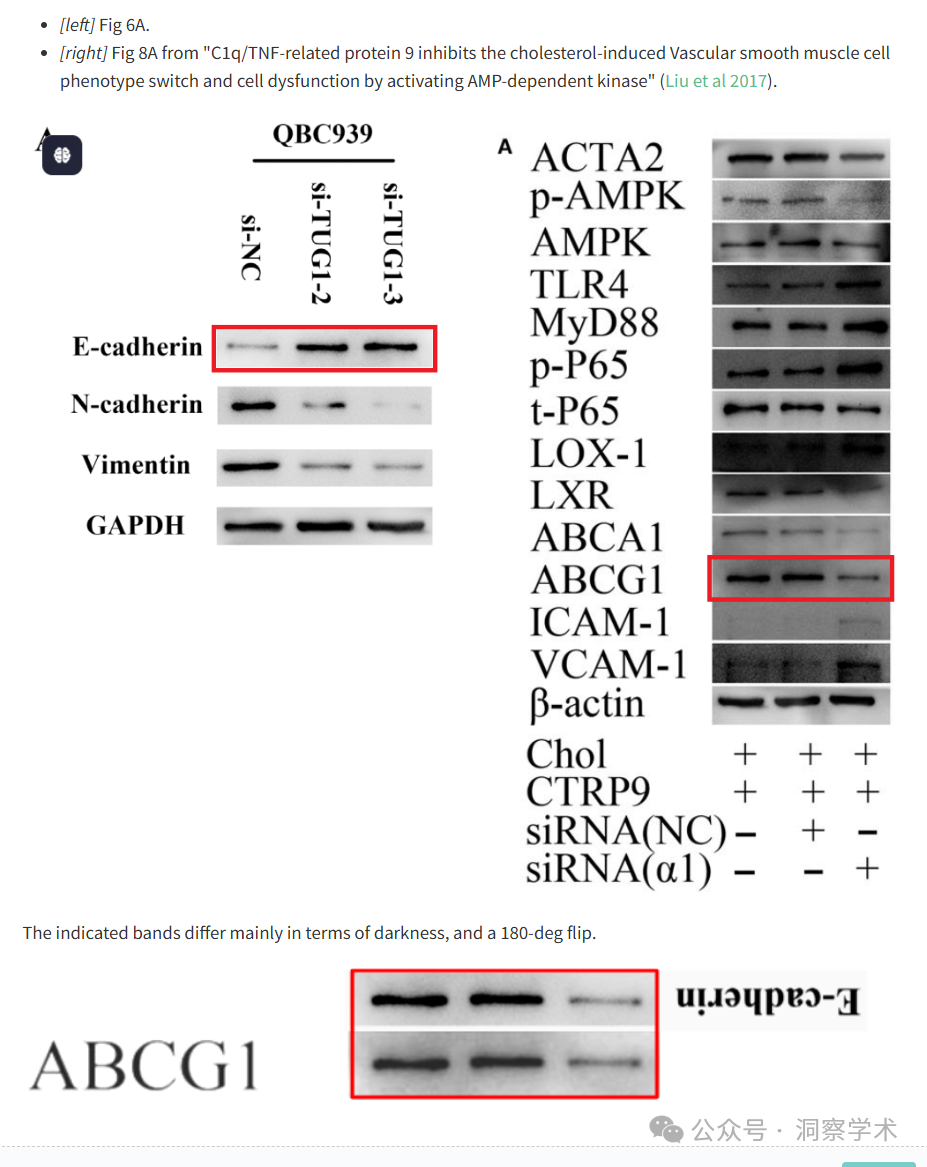 [left] Fig 6A.
[right] Fig 8A from "C1q/TNF-related protein 9 inhibits the cholesterol-induced Vascular smooth muscle cell
phenotype switch and cell dysfunction by activating AMP-dependent kinase" (Liu et al 2017).
QBC939
si-NC
si-TUG1-2
si-TUG1-3
E-cadherin
N-cadherin
Vimentin
GAPDH
A
ACTA2
p-AMPK
AMPK
TLR4
MyD88
p-P65
t-P65
LOX-1
LXR
ABCA1
ABCG1
ICAM-1
VCAM-1
β-actin
Chol + + +
CTRP9 + + +
siRNA(NC) – + –
siRNA(α1) – – +
The indicated bands differ mainly in terms of darkness, and a 180-deg flip.
E-cadherin
ABCG1
公众号 · 洞察学术